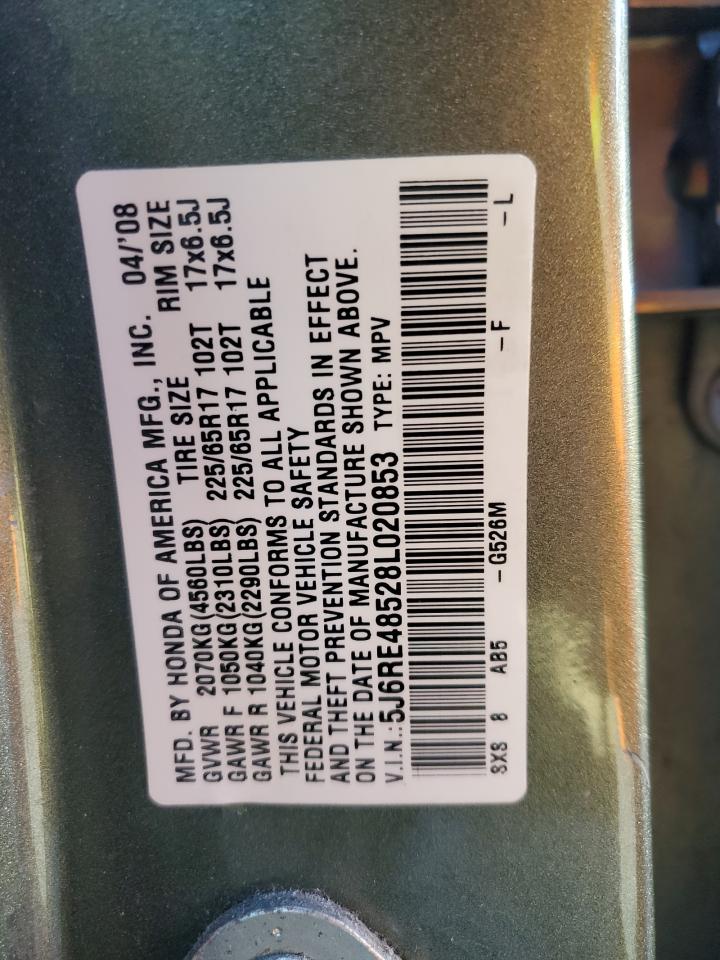 MFD. BY HONDA OF AMERICA MFG., INC. 04/'08
TIRE SIZE RIM SIZE
GVWR 2070KG(4560LBS)
GAWR F 1050KG(2310LBS) 225/65R17 102T 17x6.5J
GAWR R 1040KG(2290LBS) 225/65R17 102T 17x6.5J
THIS VEHICLE CONFORMS TO ALL APPLICABLE
FEDERAL MOTOR VEHICLE SAFETY
AND THEFT PREVENTION STANDARDS IN EFFECT
ON THE DATE OF MANUFACTURE SHOWN ABOVE.
V.I.N.:5J6RE48528L020853 TYPE: MPV
SXS 8 AB5 -G526M -F -L